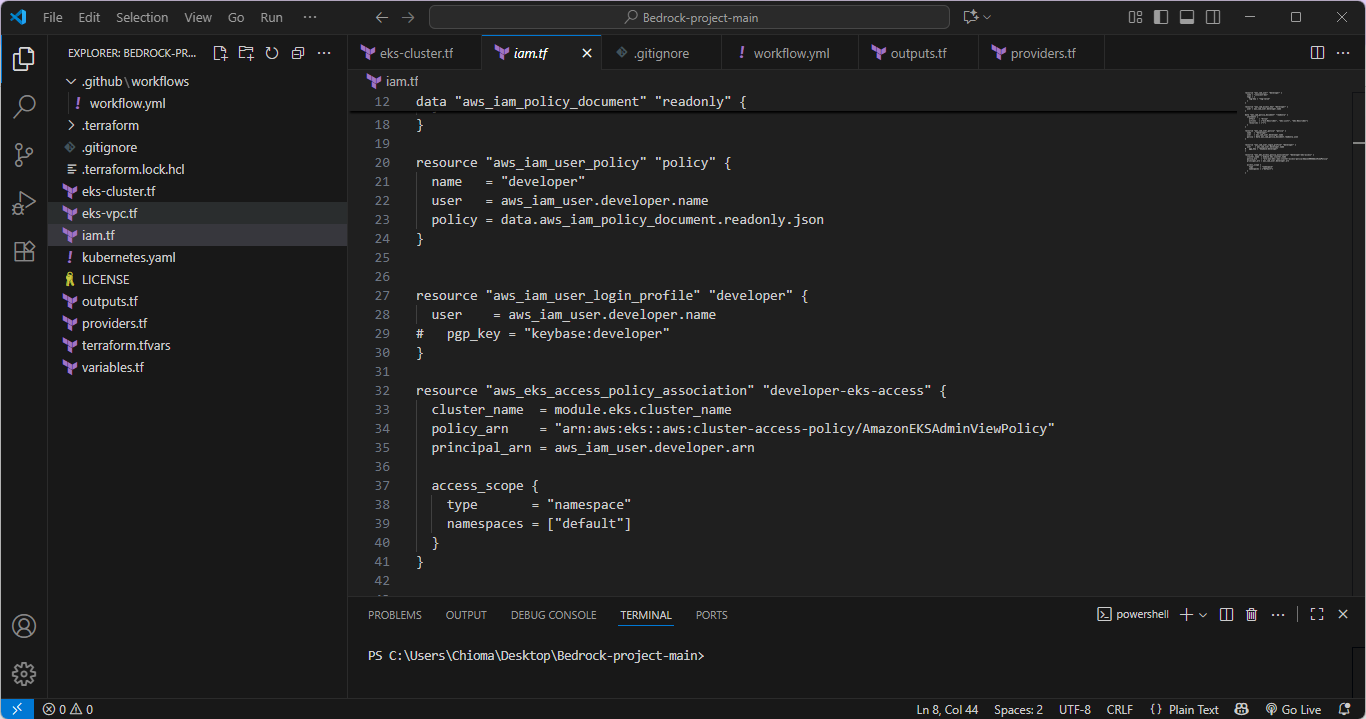 File Edit Selection View Go Run ··· Bedrock-project-main
EXPLORER: BEDROCK-PR... ···
.github\workflows
! workflow.yml
.terraform
.gitignore
.terraform.lock.hcl
eks-cluster.tf
eks-vpc.tf
iam.tf
! kubernetes.yaml
LICENSE
outputs.tf
providers.tf
terraform.tfvars
variables.tf
eks-cluster.tf iam.tf .gitignore ! workflow.yml outputs.tf providers.tf ···
iam.tf
12 data "aws_iam_policy_document" "readonly" {
18 }
19
20 resource "aws_iam_user_policy" "policy" {
21   name   = "developer"
22   user   = aws_iam_user.developer.name
23   policy = data.aws_iam_policy_document.readonly.json
24 }
25
26
27 resource "aws_iam_user_login_profile" "developer" {
28   user    = aws_iam_user.developer.name
29 #   pgp_key = "keybase:developer"
30 }
31
32 resource "aws_eks_access_policy_association" "developer-eks-access" {
33   cluster_name  = module.eks.cluster_name
34   policy_arn    = "arn:aws:eks::aws:cluster-access-policy/AmazonEKSAdminViewPolicy"
35   principal_arn = aws_iam_user.developer.arn
36
37   access_scope {
38     type       = "namespace"
39     namespaces = ["default"]
40   }
41 }
42
PROBLEMS OUTPUT DEBUG CONSOLE TERMINAL PORTS powershell ···
PS C:\Users\Chioma\Desktop\Bedrock-project-main>
0 0 Ln 8, Col 44 Spaces: 2 UTF-8 CRLF {} Plain Text Go Live